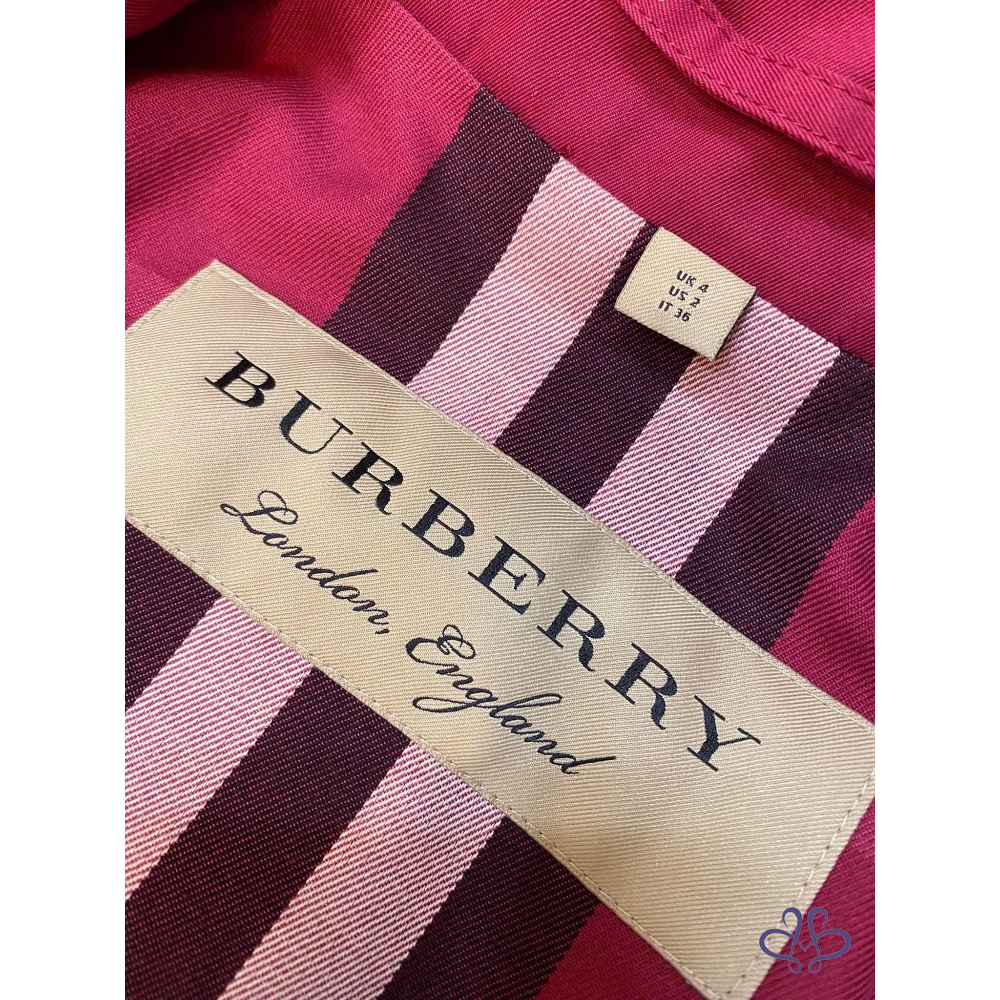 UK 4
US 2
IT 36
BURBERRY
London, England